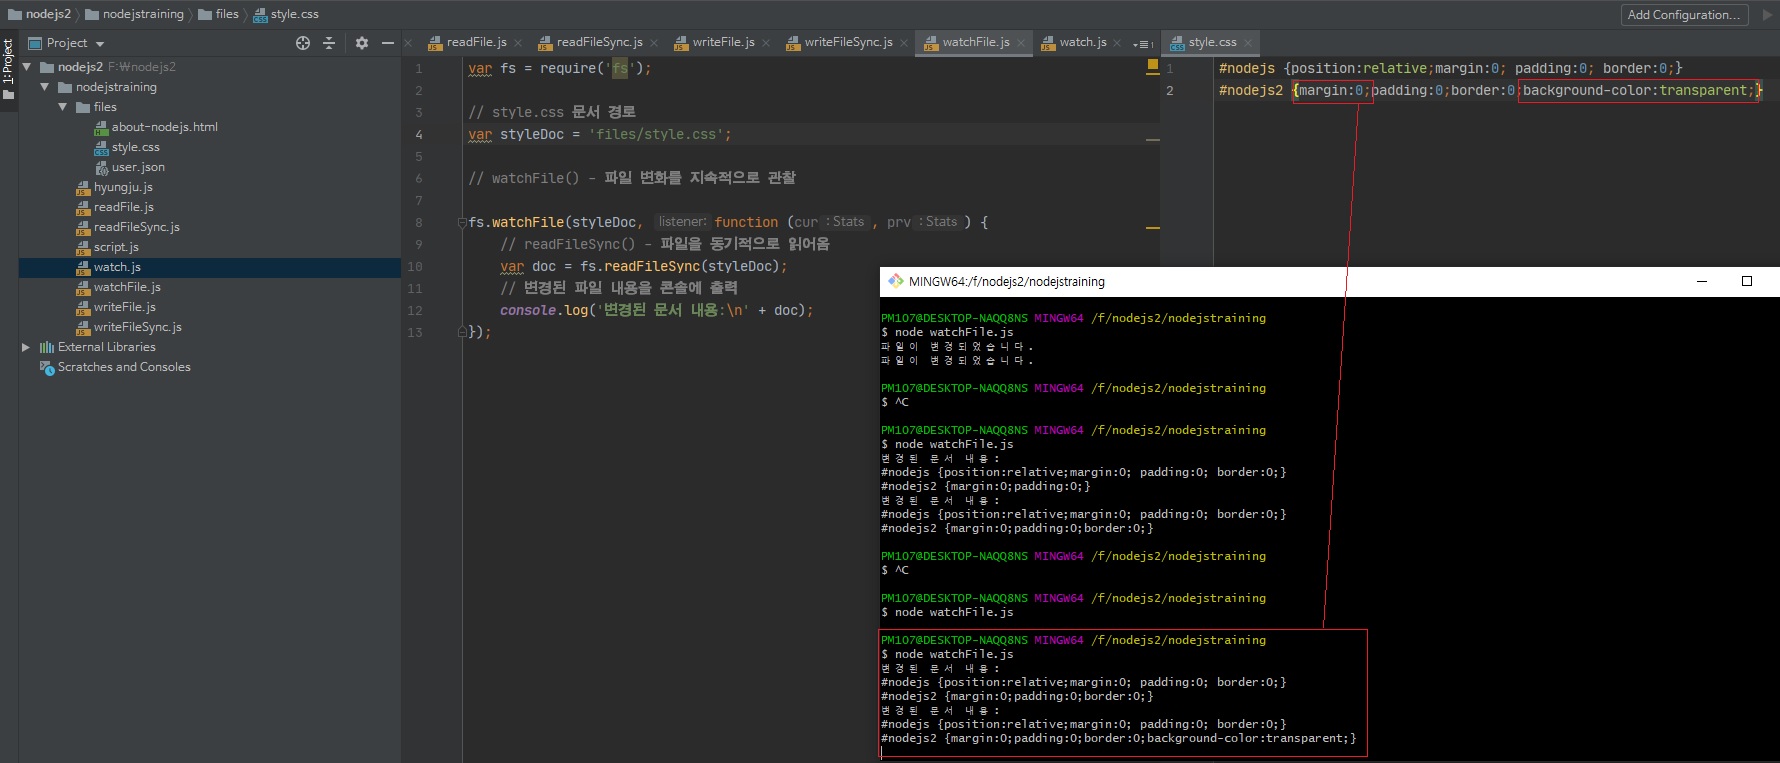 nodejs2 nodejstraining files style.css
Add Configuration...
1: Project
Project
nodejs2 F:₩nodejs2
nodejstraining
files
about-nodejs.html
style.css
user.json
hyungju.js
readFile.js
readFileSync.js
script.js
watch.js
watchFile.js
writeFile.js
writeFileSync.js
External Libraries
Scratches and Consoles
readFile.js readFileSync.js writeFile.js writeFileSync.js watchFile.js watch.js
1 var fs = require('fs');
2
3 // style.css 문서 경로
4 var styleDoc = 'files/style.css';
5
6 // watchFile() - 파일 변화를 지속적으로 관찰
7
8 fs.watchFile(styleDoc, listener: function (cur : Stats , prv : Stats ) {
9 // readFileSync() - 파일을 동기적으로 읽어옴
10 var doc = fs.readFileSync(styleDoc);
11 // 변경된 파일 내용을 콘솔에 출력
12 console.log('변경된 문서 내용:\n' + doc);
13 });
style.css
1 #nodejs {position:relative;margin:0; padding:0; border:0;}
2 #nodejs2 {margin:0;padding:0;border:0;background-color:transparent;}
MINGW64:/f/nodejs2/nodejstraining
PM107@DESKTOP-NAQQ8NS MINGW64 /f/nodejs2/nodejstraining
$ node watchFile.js
파일이 변경되었습니다.
파일이 변경되었습니다.
PM107@DESKTOP-NAQQ8NS MINGW64 /f/nodejs2/nodejstraining
$ ^C
PM107@DESKTOP-NAQQ8NS MINGW64 /f/nodejs2/nodejstraining
$ node watchFile.js
변경된 문서 내용:
#nodejs {position:relative;margin:0; padding:0; border:0;}
#nodejs2 {margin:0;padding:0;}
변경된 문서 내용:
#nodejs {position:relative;margin:0; padding:0; border:0;}
#nodejs2 {margin:0;padding:0;border:0;}
PM107@DESKTOP-NAQQ8NS MINGW64 /f/nodejs2/nodejstraining
$ ^C
PM107@DESKTOP-NAQQ8NS MINGW64 /f/nodejs2/nodejstraining
$ node watchFile.js
PM107@DESKTOP-NAQQ8NS MINGW64 /f/nodejs2/nodejstraining
$ node watchFile.js
변경된 문서 내용:
#nodejs {position:relative;margin:0; padding:0; border:0;}
#nodejs2 {margin:0;padding:0;border:0;}
변경된 문서 내용:
#nodejs {position:relative;margin:0; padding:0; border:0;}
#nodejs2 {margin:0;padding:0;border:0;background-color:transparent;}